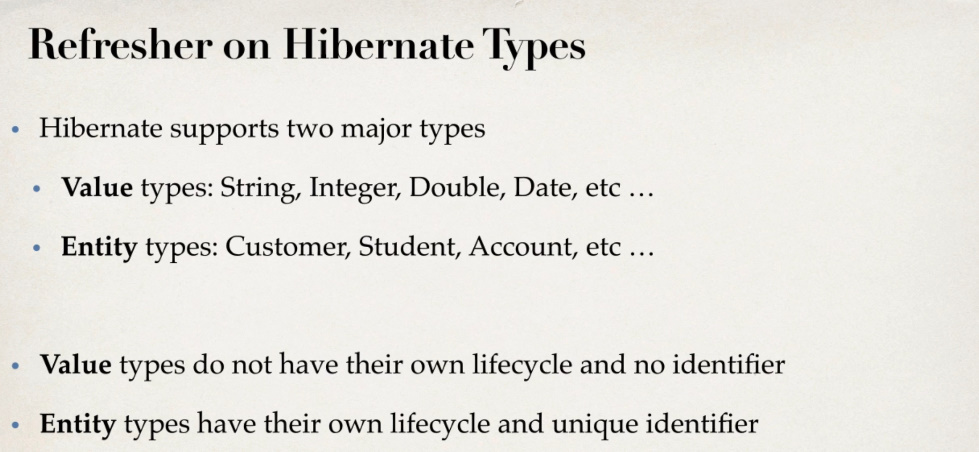 Refresher on Hibernate Types
• Hibernate supports two major types
• Value types: String, Integer, Double, Date, etc …
• Entity types: Customer, Student, Account, etc …
• Value types do not have their own lifecycle and no identifier
• Entity types have their own lifecycle and unique identifier